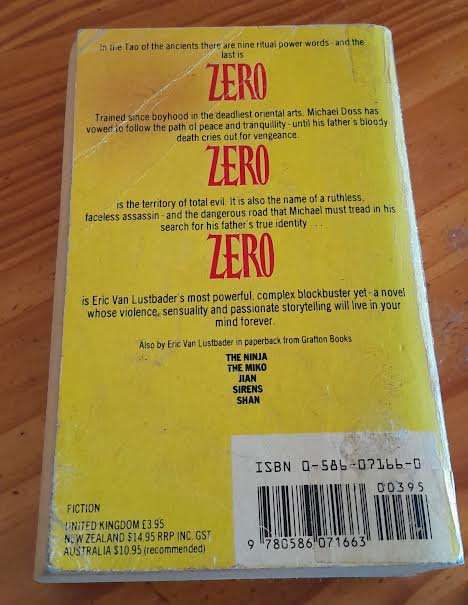 In the Tao of the ancients there are nine ritual power words - and the
last is
ZERO
Trained since boyhood in the deadliest oriental arts, Michael Doss has
vowed to follow the path of peace and tranquillity - until his father's bloody
death cries out for vengeance.
ZERO
is the territory of total evil. It is also the name of a ruthless,
faceless assassin - and the dangerous road that Michael must tread in his
search for his father's true identity . . .
ZERO
is Eric Van Lustbader's most powerful, complex blockbuster yet - a novel
whose violence, sensuality and passionate storytelling will live in your
mind forever.
Also by Eric Van Lustbader in paperback from Grafton Books
THE NINJA
THE MIKO
JIAN
SIRENS
SHAN
ISBN 0-586-07166-0
00395
9 780586 071663
FICTION
UNITED KINGDOM £3.95
NEW ZEALAND $14.95 RRP INC. GST
AUSTRALIA $10.95 (recommended)